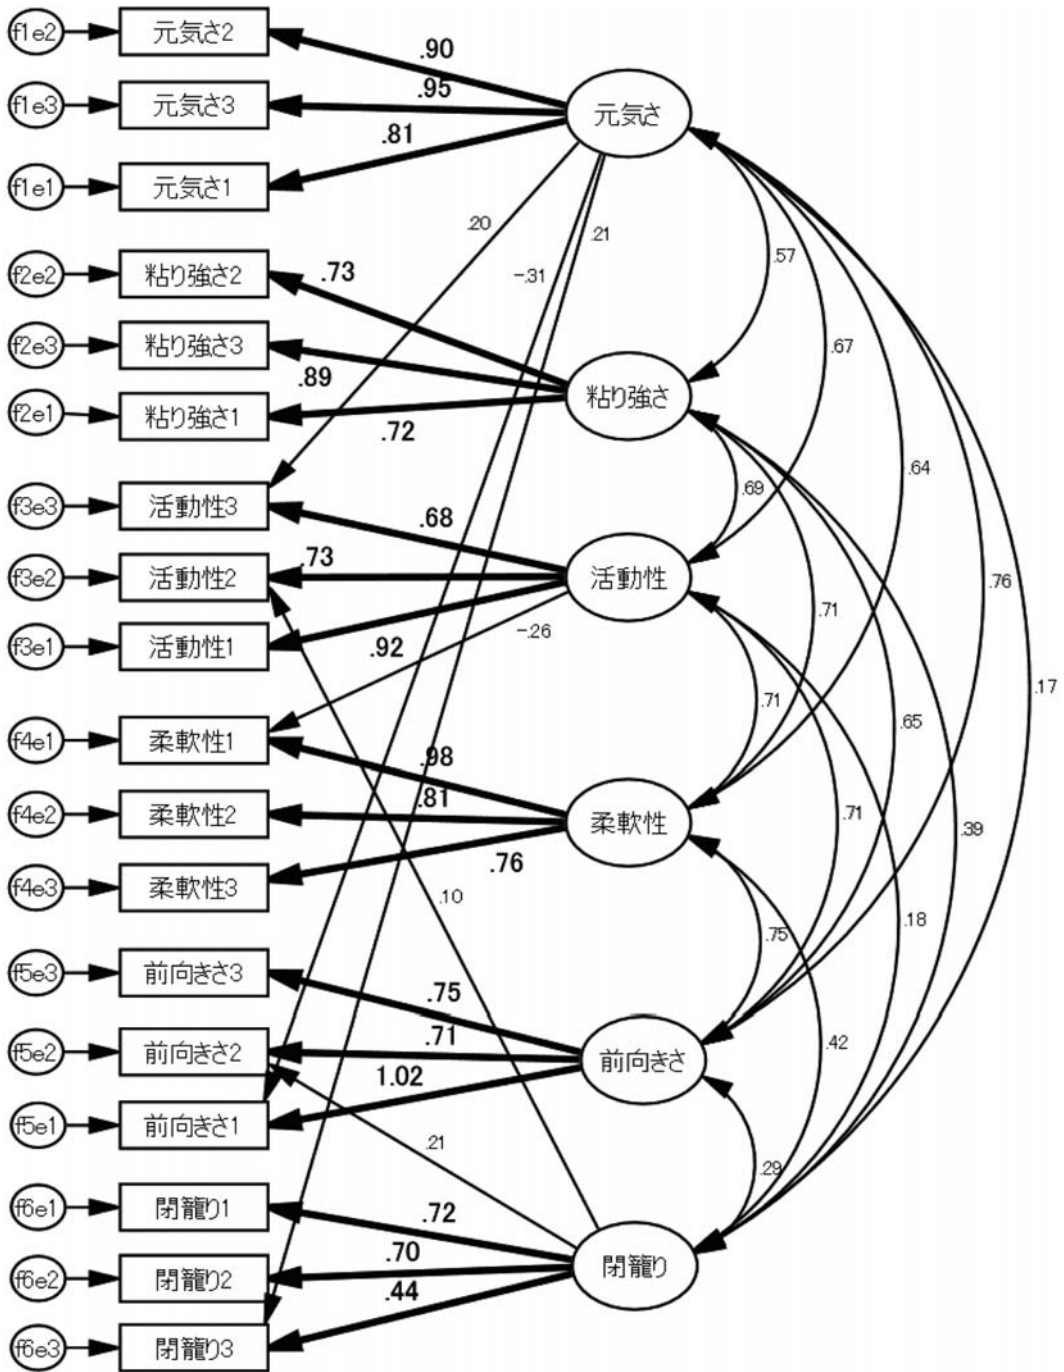 f1e2 元気さ2
.90
f1e3 元気さ3
.95
元気さ
f1e1 元気さ1
.81
.20
-.31
.21
.57
f2e2 粘り強さ2
.73
f2e3 粘り強さ3
.89
.67
粘り強さ
f2e1 粘り強さ1
.72
.64
.69
f3e3 活動性3
.68
f3e2 活動性2
.73
活動性
.76
f3e1 活動性1
.92
-.26
.71
.17
f4e1 柔軟性1
.98
.71
.65
f4e2 柔軟性2
.81
柔軟性
.71
.39
f4e3 柔軟性3
.76
.10
.75
.18
f5e3 前向きさ3
.75
f5e2 前向きさ2
.71
前向きさ
.42
f5e1 前向きさ1
1.02
.21
.29
f6e1 閉籠り1
.72
f6e2 閉籠り2
.70
閉籠り
f6e3 閉籠り3
.44